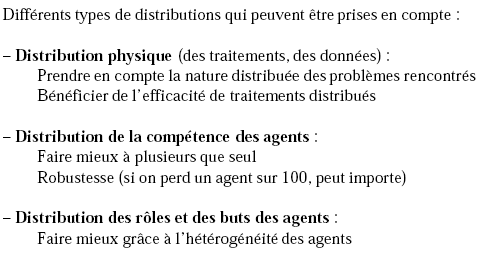 Différents types de distributions qui peuvent être prises en compte :
– Distribution physique (des traitements, des données) :
Prendre en compte la nature distribuée des problèmes rencontrés
Bénéficier de l'efficacité de traitements distribués
– Distribution de la compétence des agents :
Faire mieux à plusieurs que seul
Robustesse (si on perd un agent sur 100, peut importe)
– Distribution des rôles et des buts des agents :
Faire mieux grâce à l'hétérogénéité des agents